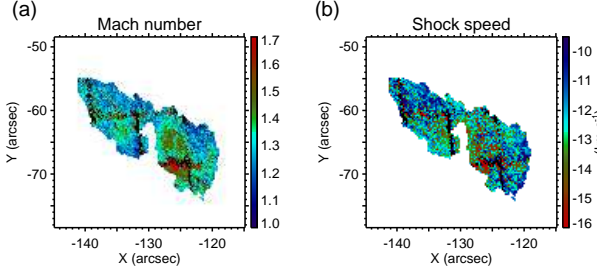 (a)
Mach number
-50
-60
-70
Y (arcsec)
-140 -130 -120
X (arcsec)
1.7
1.6
1.5
1.4
1.3
1.2
1.1
1.0
(b)
Shock speed
-50
-60
-70
Y (arcsec)
-140 -130 -120
X (arcsec)
-10
-11
-12
-13
-14
-15
-16